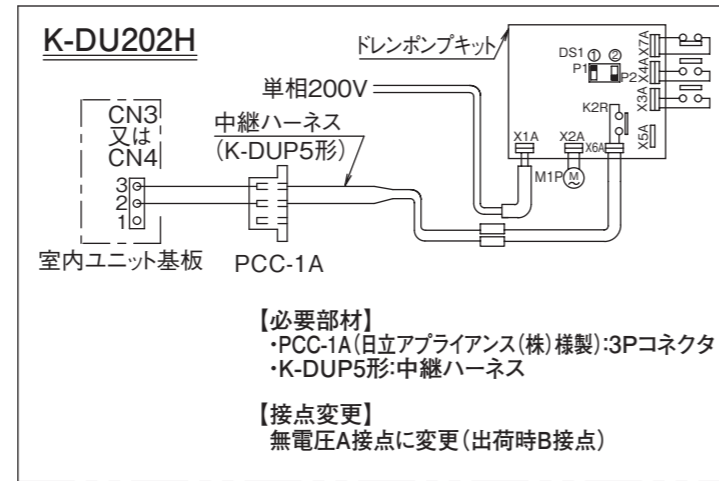 K-DU202H
ドレンポンプキット
DS1 ① ②
P1
P2
X7A
X4A
X3A
K2R
X5A
単相200V
X1A
X2A
X6A
M1P
M
中継ハーネス
(K-DUP5形)
CN3
又は
CN4
3
2
1
室内ユニット基板
PCC-1A
【必要部材】
・PCC-1A(日立アプライアンス(株)様製):3Pコネクタ
・K-DUP5形:中継ハーネス
【接点変更】
無電圧A接点に変更(出荷時B接点)